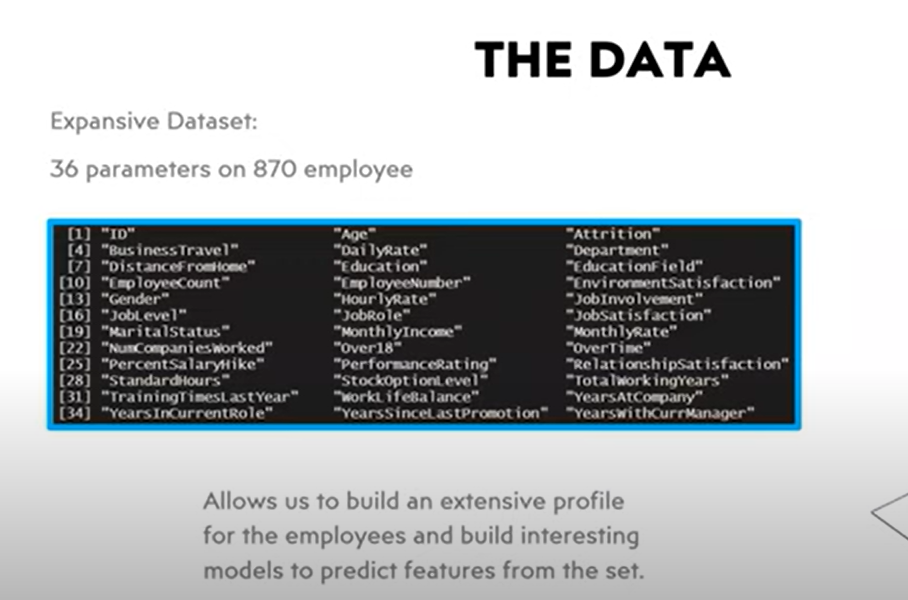 THE DATA
Expansive Dataset:
36 parameters on 870 employee
[1] "ID" "Age" "Attrition"
[4] "BusinessTravel" "DailyRate" "Department"
[7] "DistanceFromHome" "Education" "EducationField"
[10] "EmployeeCount" "EmployeeNumber" "EnvironmentSatisfaction"
[13] "Gender" "HourlyRate" "JobInvolvement"
[16] "JobLevel" "JobRole" "JobSatisfaction"
[19] "MaritalStatus" "MonthlyIncome" "MonthlyRate"
[22] "NumCompaniesWorked" "Over18" "OverTime"
[25] "PercentSalaryHike" "PerformanceRating" "RelationshipSatisfaction"
[28] "StandardHours" "StockOptionLevel" "TotalWorkingYears"
[31] "TrainingTimesLastYear" "WorkLifeBalance" "YearsAtCompany"
[34] "YearsInCurrentRole" "YearsSinceLastPromotion" "YearsWithCurrManager"
Allows us to build an extensive profile
for the employees and build interesting
models to predict features from the set.